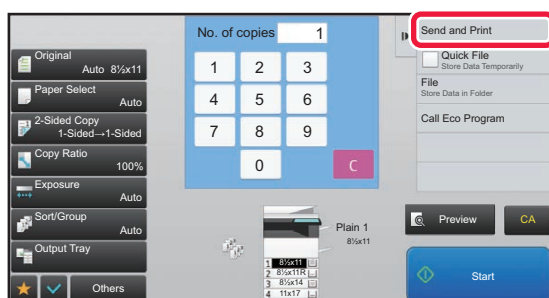 No. of copies 1
Original
Auto 8½x11
Paper Select
Auto
2-Sided Copy
1-Sided→1-Sided
Copy Ratio
100%
Exposure
Auto
Sort/Group
Auto
Output Tray
Others
1 2 3
4 5 6
7 8 9
0 C
Plain 1
8½x11
1 8½x11
2 8½x11R
3 8½x14
4 11x17
Send and Print
Quick File
Store Data Temporarily
File
Store Data in Folder
Call Eco Program
Preview
CA
Start